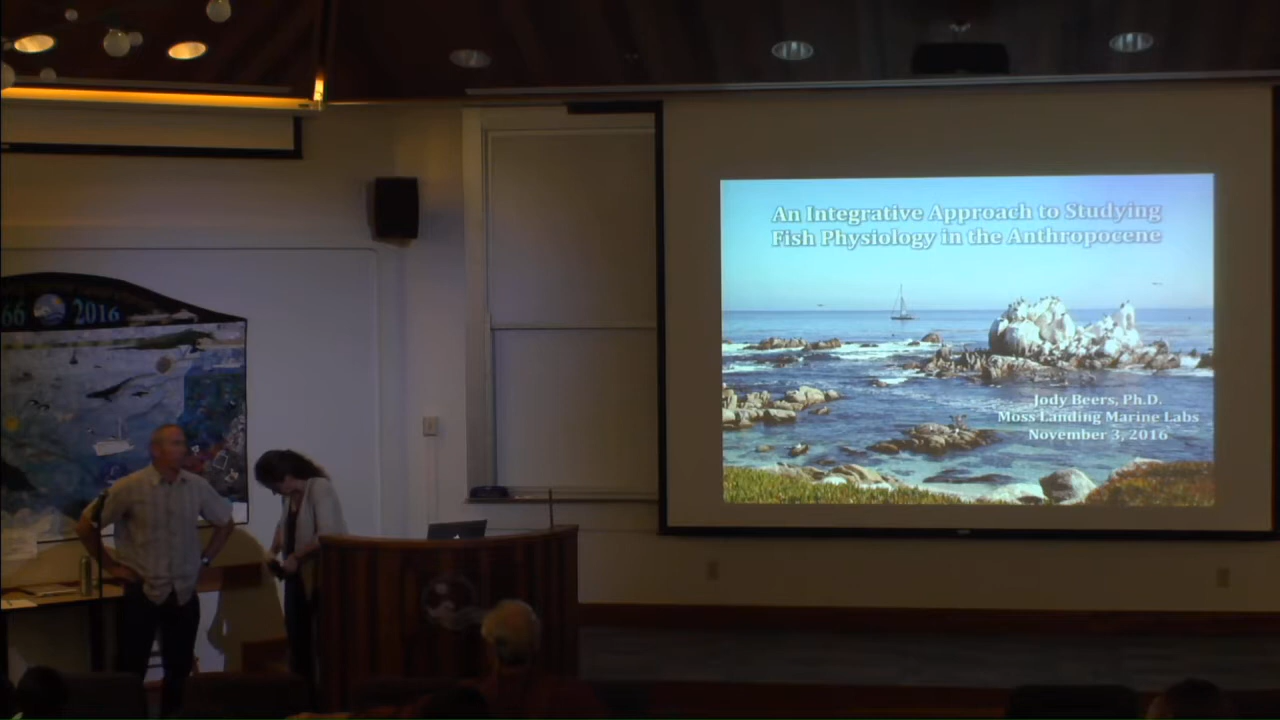 66 2016
An Integrative Approach to Studying
Fish Physiology in the Anthropocene
Jody Beers, Ph.D.
Moss Landing Marine Labs
November 3, 2016